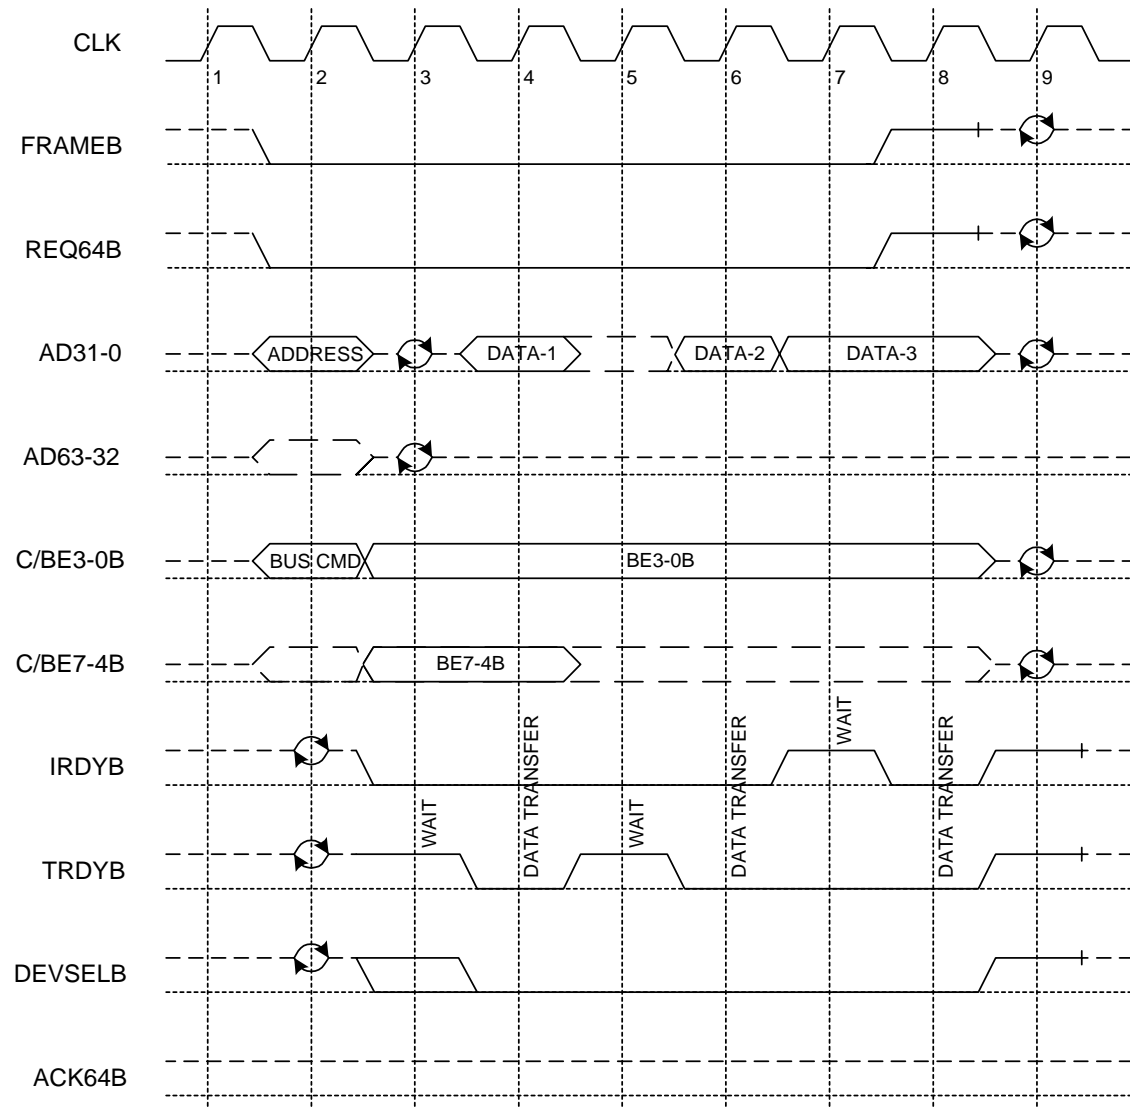 CLK
1 2 3 4 5 6 7 8 9
FRAMEB
REQ64B
AD31-0
ADDRESS DATA-1 DATA-2 DATA-3
AD63-32
C/BE3-0B
BUS CMD BE3-0B
C/BE7-4B
BE7-4B
IRDYB
WAIT
DATA TRANSFER
WAIT
DATA TRANSFER
WAIT
DATA TRANSFER
TRDYB
DEVSELB
ACK64B